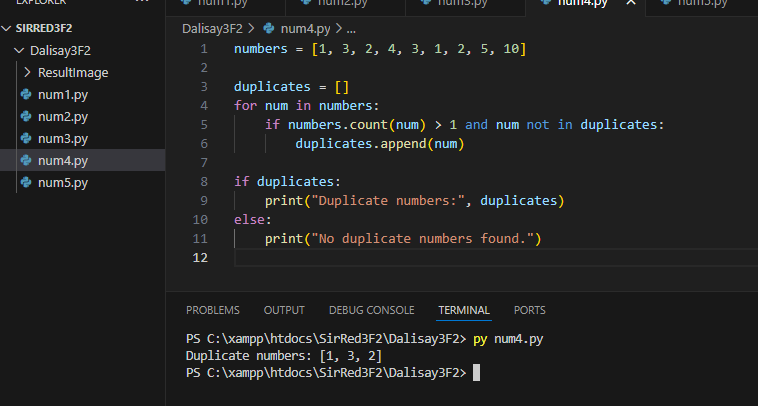 EXPLORER
...
num1.py
num2.py
num3.py
num4.py
num5.py
SIRRED3F2
Dalisay3F2
ResultImage
num1.py
num2.py
num3.py
num4.py
num5.py
Dalisay3F2 > num4.py > ...
1 numbers = [1, 3, 2, 4, 3, 1, 2, 5, 10]
2
3 duplicates = []
4 for num in numbers:
5     if numbers.count(num) > 1 and num not in duplicates:
6         duplicates.append(num)
7
8 if duplicates:
9     print("Duplicate numbers:", duplicates)
10 else:
11     print("No duplicate numbers found.")
12
PROBLEMS OUTPUT DEBUG CONSOLE TERMINAL PORTS
PS C:\xampp\htdocs\SirRed3F2\Dalisay3F2> py num4.py
Duplicate numbers: [1, 3, 2]
PS C:\xampp\htdocs\SirRed3F2\Dalisay3F2>